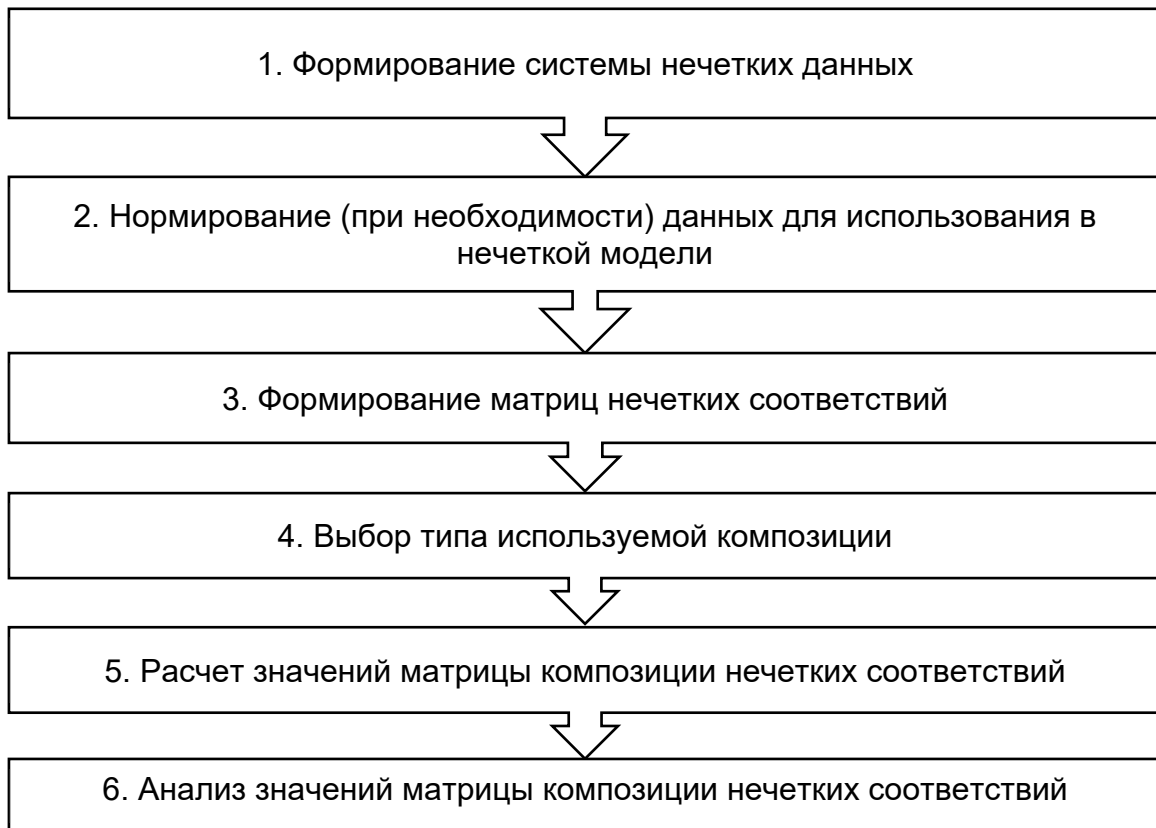 1. Формирование системы нечетких данных
2. Нормирование (при необходимости) данных для использования в
нечеткой модели
3. Формирование матриц нечетких соответствий
4. Выбор типа используемой композиции
5. Расчет значений матрицы композиции нечетких соответствий
6. Анализ значений матрицы композиции нечетких соответствий